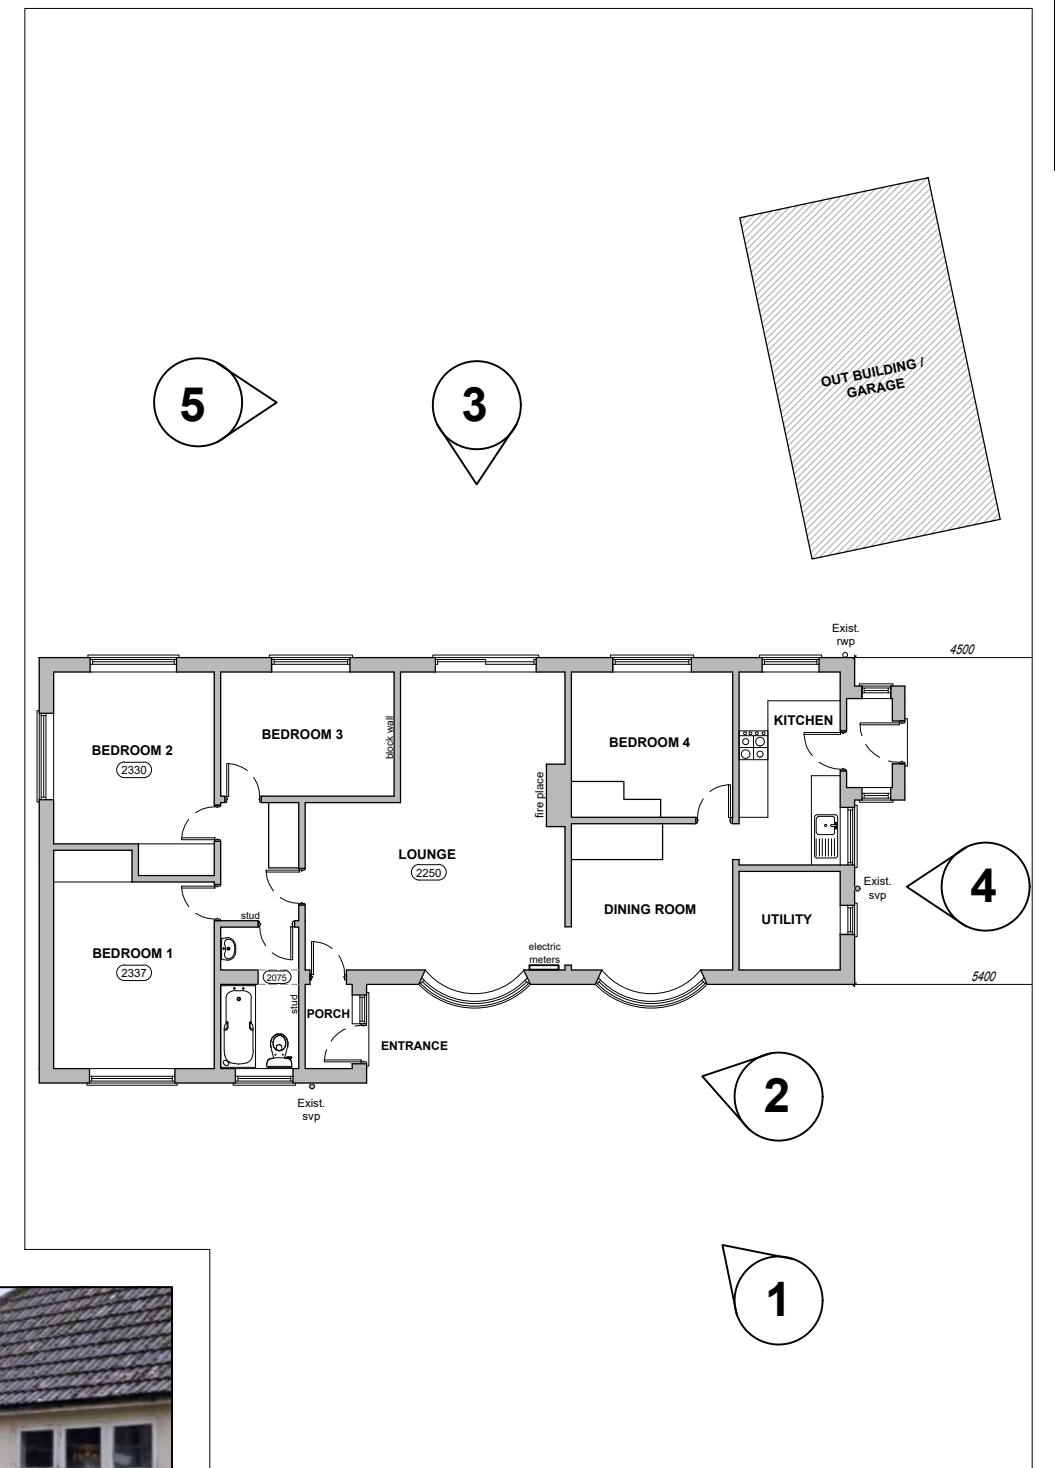 OUT BUILDING /
GARAGE
5
3
Exist.
rwp
4500
BEDROOM 2
2330
BEDROOM 3
block wall
BEDROOM 4
KITCHEN
fire place
LOUNGE
2250
DINING ROOM
UTILITY
Exist.
svp
4
stud
BEDROOM 1
2337
electric
meters
2075
stud
5400
PORCH
ENTRANCE
Exist.
svp
2
1